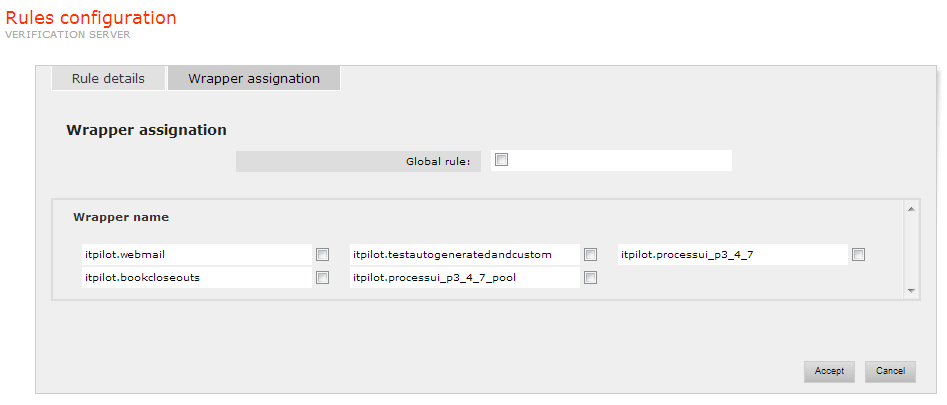 Rules configuration
VERIFICATION SERVER
Rule details Wrapper assignation
Wrapper assignation
Global rule:
Wrapper name
itpilot.webmail itpilot.testautogeneratedandcustom itpilot.processui_p3_4_7
itpilot.bookcloseouts itpilot.processui_p3_4_7_pool
Accept Cancel